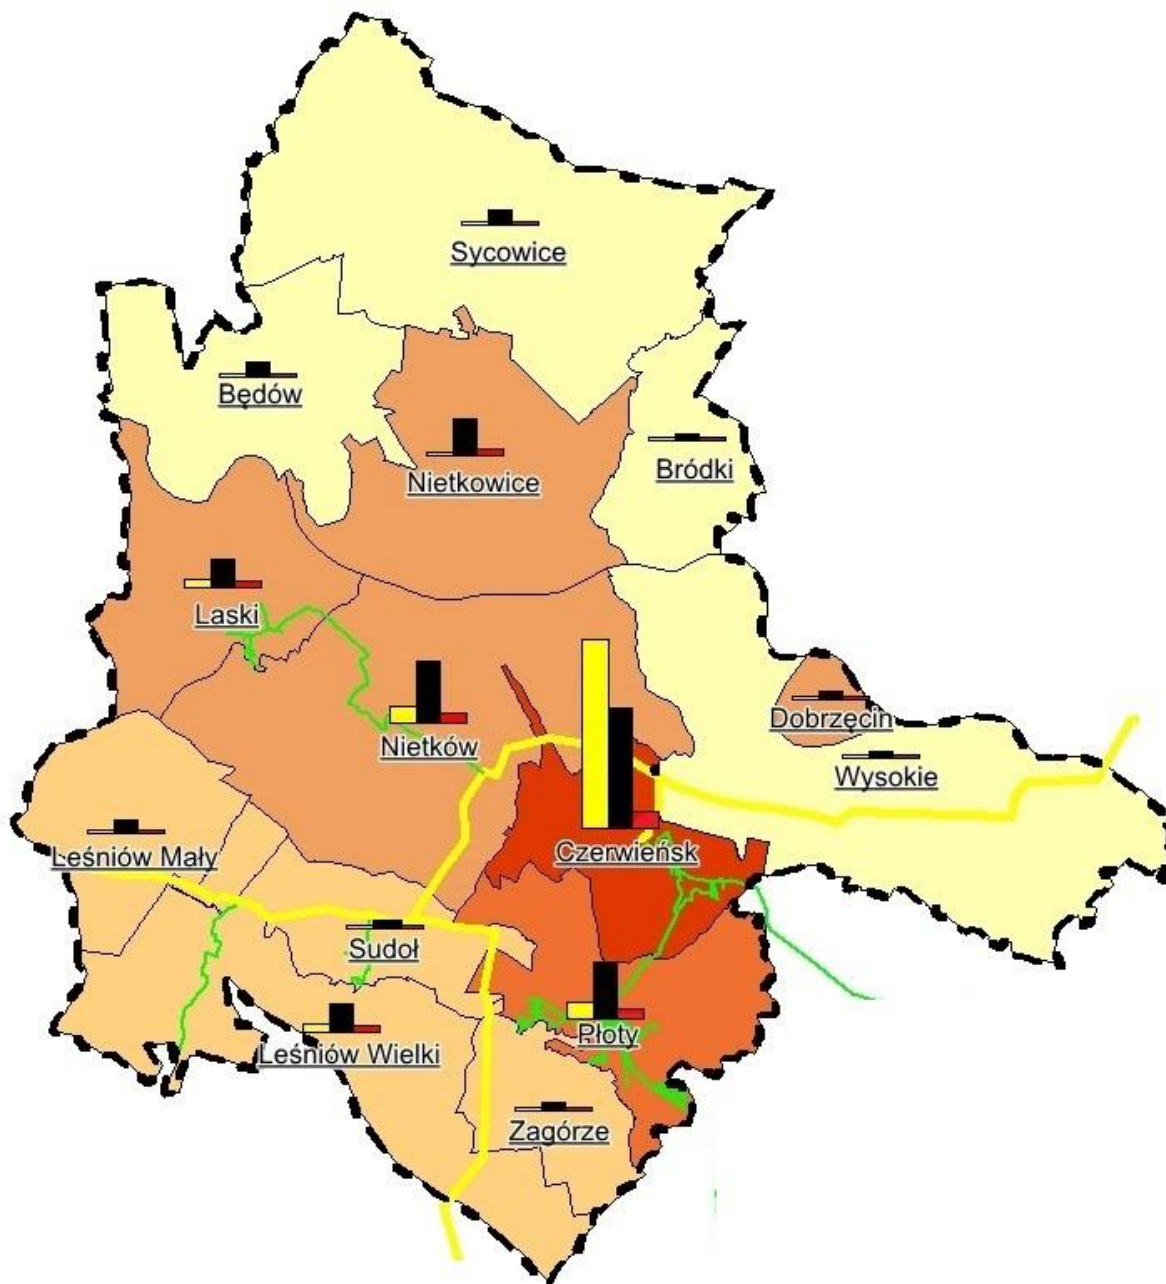 Sycowice
Będów
Nietkowice
Bródki
Laski
Nietków
Dobrzęcin
Wysokie
Czerwieńsk
Leśniów Mały
Sudoł
Płoty
Leśniów Wielki
Zagórze